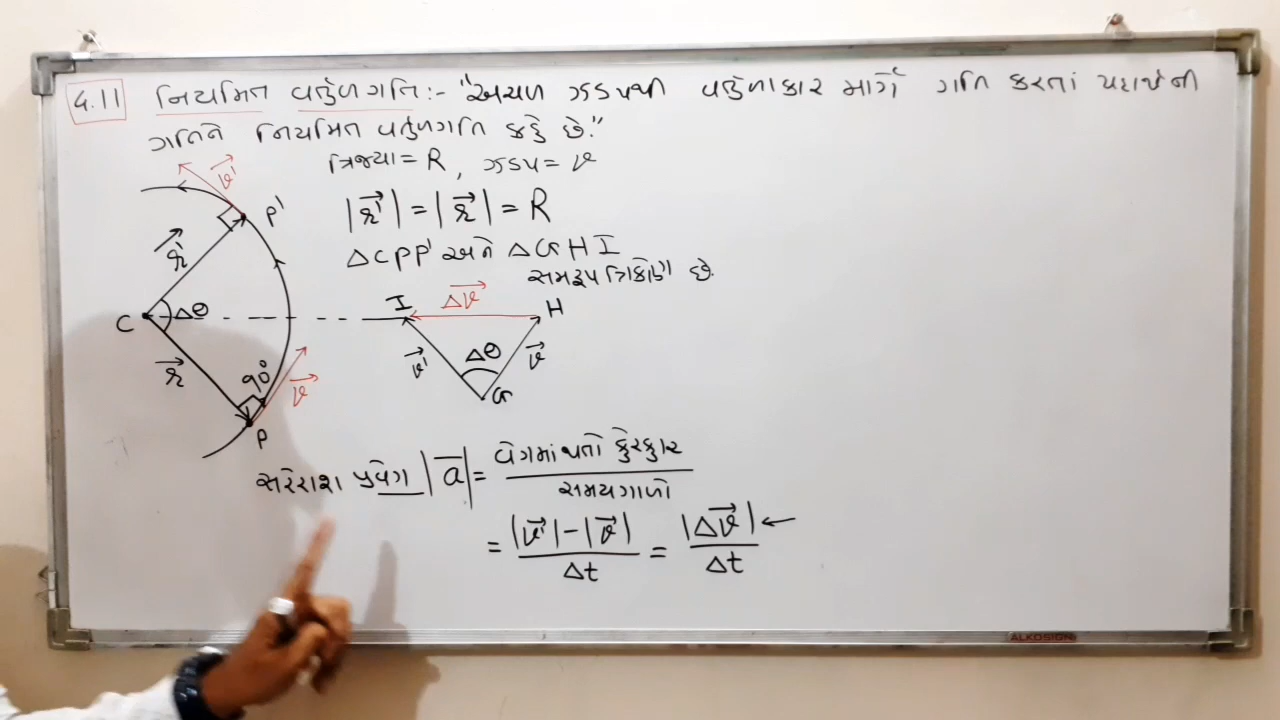 4.11 નિયમિત વર્તુળગતિ:- "અચળ ઝડપથી વર્તુળાકાર માર્ગે ગતિ કરતાં પદાર્થની
ગતિને નિયમિત વર્તુળગતિ કહે છે."
ત્રિજ્યા = R, ઝડપ = v
|r⃗'| = |r⃗| = R
ΔCPP' અને ΔGHI
સમરૂપ ત્રિકોણો છે.
v⃗'
P'
r⃗'
C
Δθ
r⃗
90°
v⃗
P
I
Δv⃗
H
v⃗'
Δθ
v⃗
G
સરેરાશ પ્રવેગ |a̅| = વેગમાં થતો ફેરફાર / સમયગાળો
= |v⃗'| - |v⃗| / Δt = |Δv⃗| / Δt ←
ALKOSIGN